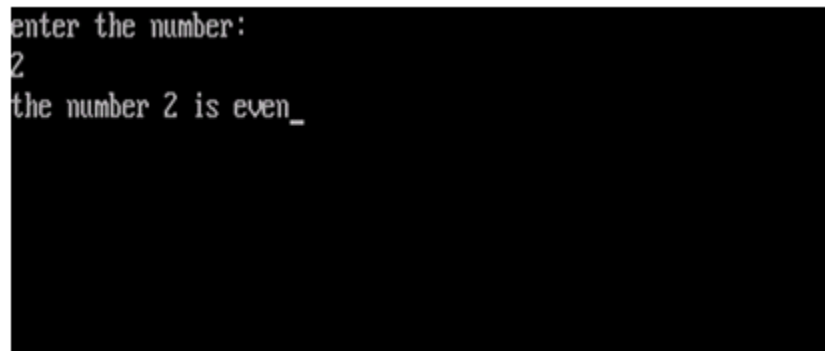 enter the number:
2
the number 2 is even_